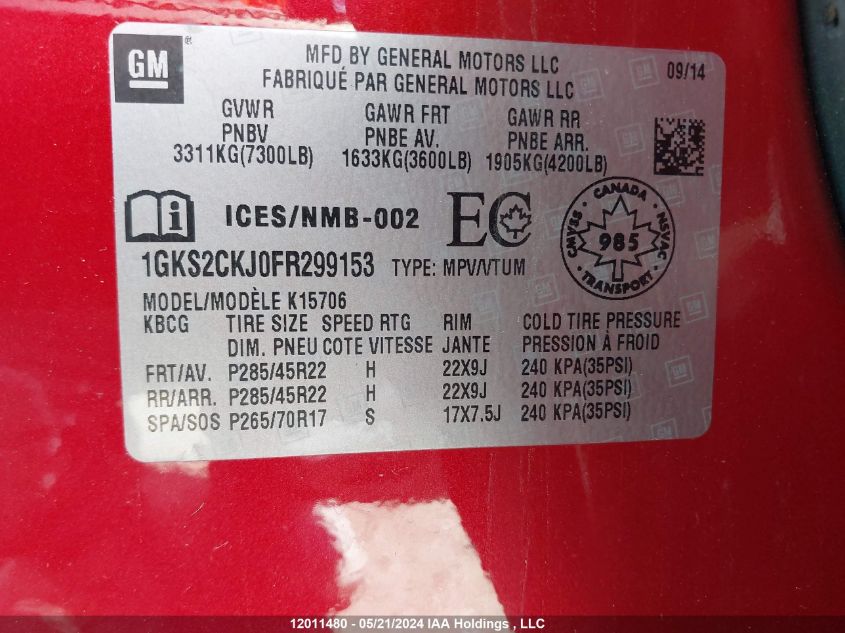 GM ®
MFD BY GENERAL MOTORS LLC
FABRIQUÉ PAR GENERAL MOTORS LLC
09/14
GVWR GAWR FRT GAWR RR
PNBV PNBE AV. PNBE ARR.
3311KG(7300LB) 1633KG(3600LB) 1905KG(4200LB)
ICES/NMB-002 EC
CANADA
CMVSS NSVAC
985
TRANSPORT
1GKS2CKJ0FR299153 TYPE: MPV/VTUM
MODEL/MODÈLE K15706
KBCG TIRE SIZE SPEED RTG RIM COLD TIRE PRESSURE
DIM. PNEU COTE VITESSE JANTE PRESSION À FROID
FRT/AV. P285/45R22 H 22X9J 240 KPA(35PSI)
RR/ARR. P285/45R22 H 22X9J 240 KPA(35PSI)
SPA/SOS P265/70R17 S 17X7.5J 240 KPA(35PSI)
12011480 - 05/21/2024 IAA Holdings , LLC